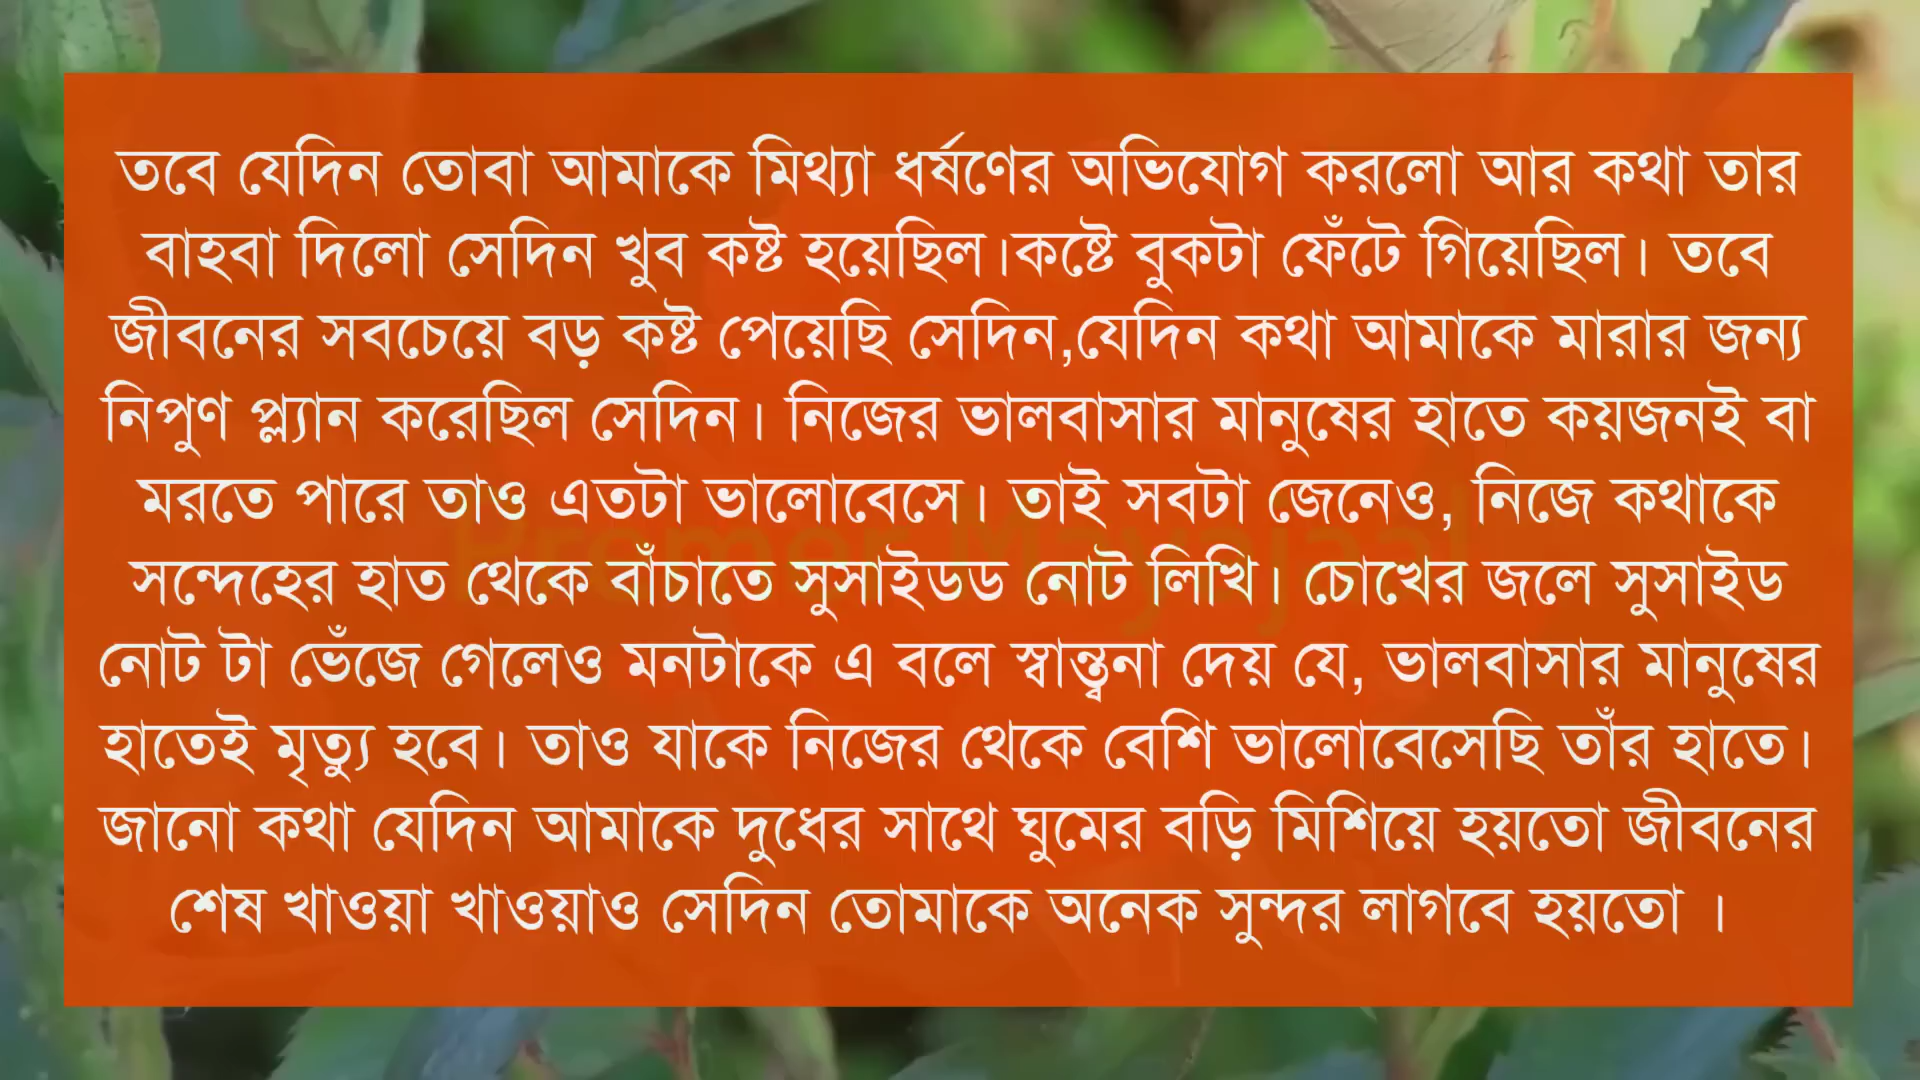 তবে যেদিন তোবা আমাকে মিথ্যা ধর্ষণের অভিযোগ করলো আর কথা তার
বাহবা দিলো সেদিন খুব কষ্ট হয়েছিল।কষ্টে বুকটা ফেঁটে গিয়েছিল। তবে
জীবনের সবচেয়ে বড় কষ্ট পেয়েছি সেদিন,যেদিন কথা আমাকে মারার জন্য
নিপুণ প্ল্যান করেছিল সেদিন। নিজের ভালবাসার মানুষের হাতে কয়জনই বা
মরতে পারে তাও এতটা ভালোবেসে। তাই সবটা জেনেও, নিজে কথাকে
সন্দেহের হাত থেকে বাঁচাতে সুসাইডড নোট লিখি। চোখের জলে সুসাইড
নোট টা ভেঁজে গেলেও মনটাকে এ বলে স্বান্ত্বনা দেয় যে, ভালবাসার মানুষের
হাতেই মৃত্যু হবে। তাও যাকে নিজের থেকে বেশি ভালোবেসেছি তাঁর হাতে।
জানো কথা যেদিন আমাকে দুধের সাথে ঘুমের বড়ি মিশিয়ে হয়তো জীবনের
শেষ খাওয়া খাওয়াও সেদিন তোমাকে অনেক সুন্দর লাগবে হয়তো ।
Premer Mayajaal